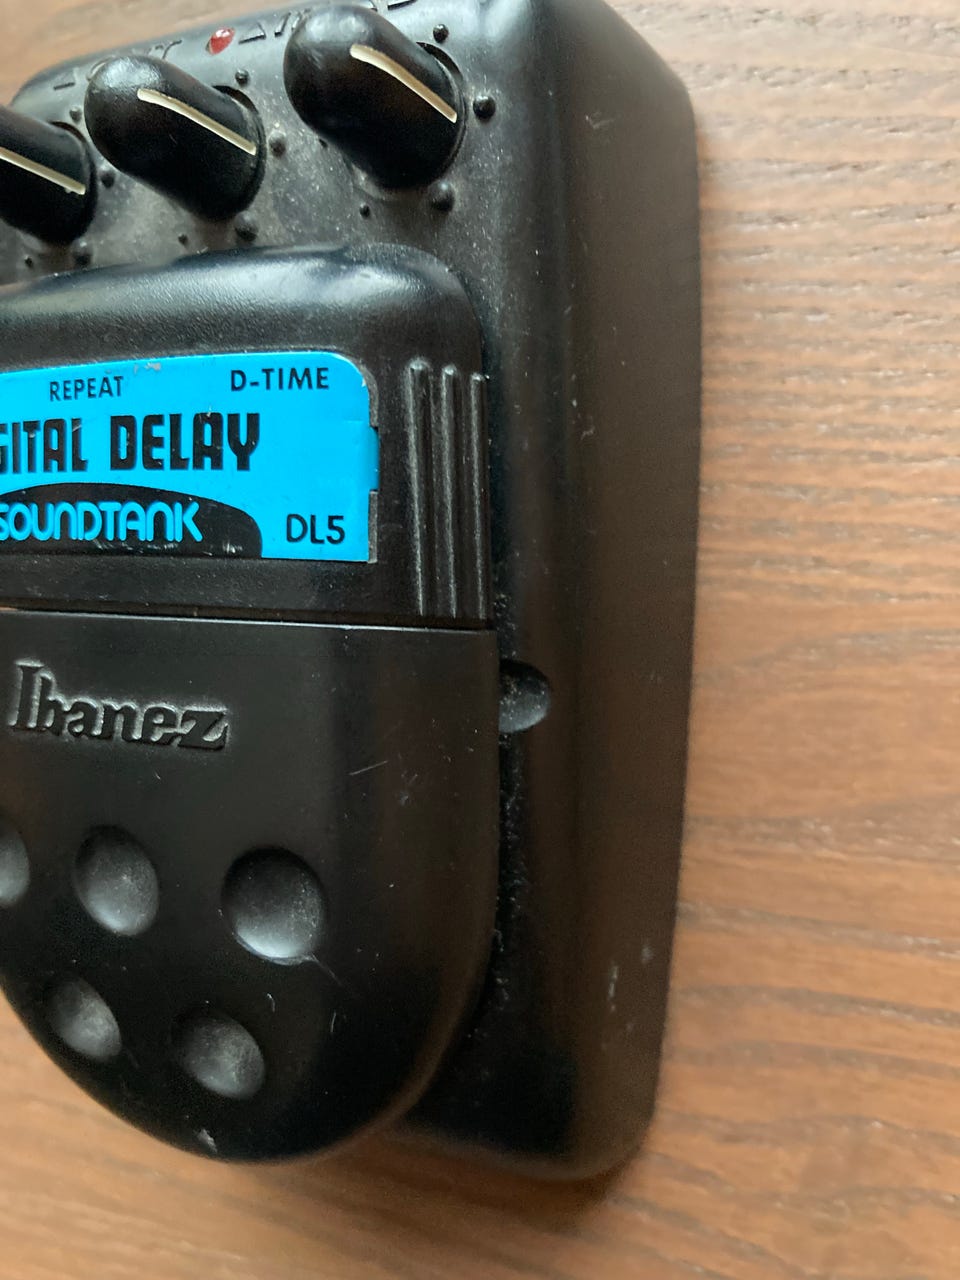 REPEAT D-TIME
GITAL DELAY
SOUNDTANK DL5
Ibanez